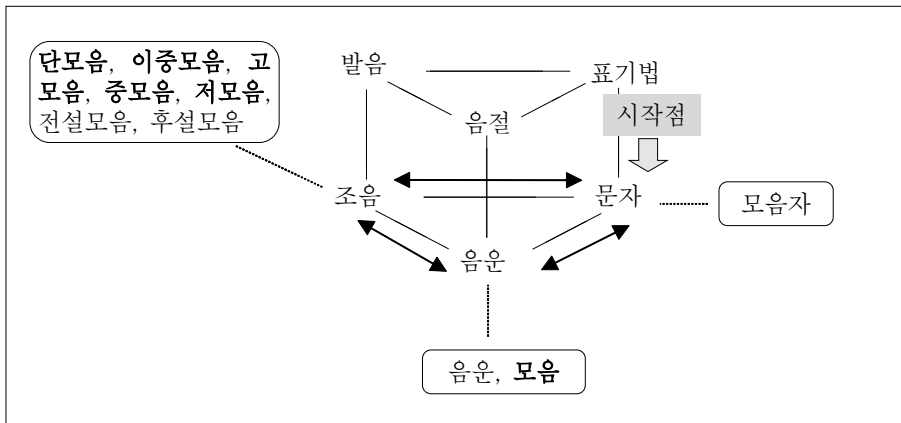 단모음, 이중모음, 고
모음, 중모음, 저모음,
전설모음, 후설모음
발음
표기법
음절
시작점
조음
문자
모음자
음운
음운, 모음